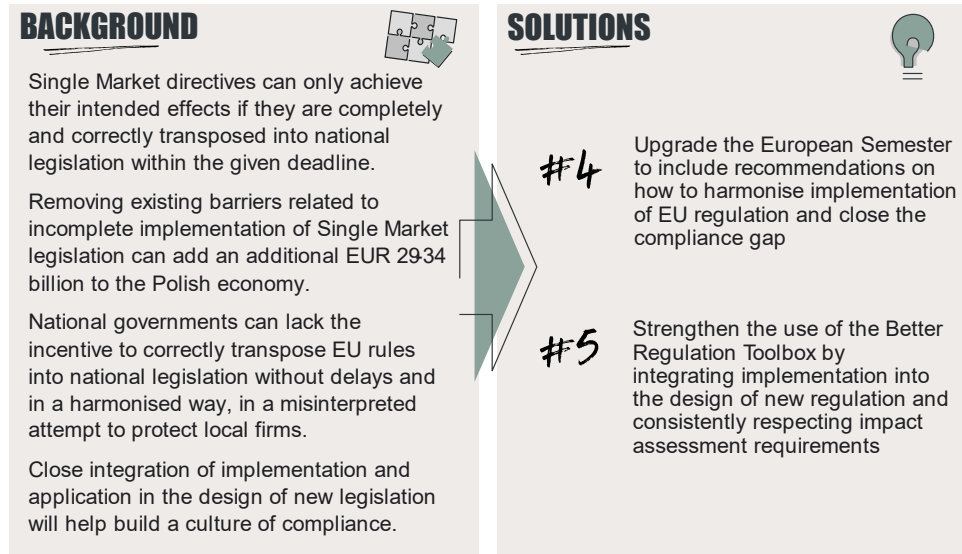 BACKGROUND
Single Market directives can only achieve
their intended effects if they are completely
and correctly transposed into national
legislation within the given deadline.
Removing existing barriers related to
incomplete implementation of Single Market
legislation can add an additional EUR 29-34
billion to the Polish economy.
National governments can lack the
incentive to correctly transpose EU rules
into national legislation without delays and
in a harmonised way, in a misinterpreted
attempt to protect local firms.
Close integration of implementation and
application in the design of new legislation
will help build a culture of compliance.
SOLUTIONS
#4
Upgrade the European Semester
to include recommendations on
how to harmonise implementation
of EU regulation and close the
compliance gap
#5
Strengthen the use of the Better
Regulation Toolbox by
integrating implementation into
the design of new regulation and
consistently respecting impact
assessment requirements